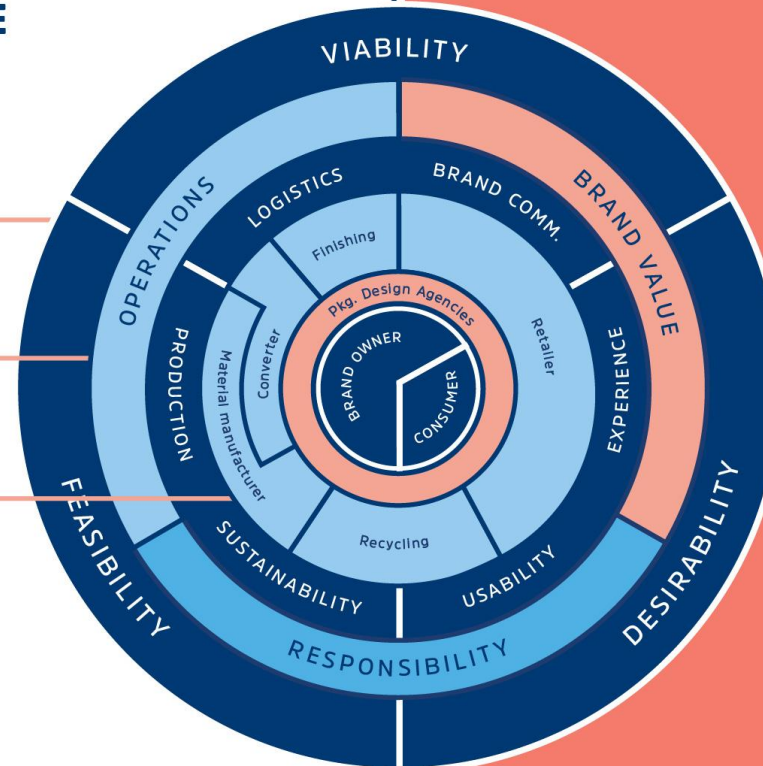 E
VIABILITY
OPERATIONS
BRAND VALUE
LOGISTICS
BRAND COMM.
Finishing
Pkg. Design Agencies
Retailer
PRODUCTION
Material manufacturer
Converter
BRAND OWNER
CONSUMER
EXPERIENCE
FEASIBILITY
DESIRABILITY
Recycling
SUSTAINABILITY
USABILITY
RESPONSIBILITY